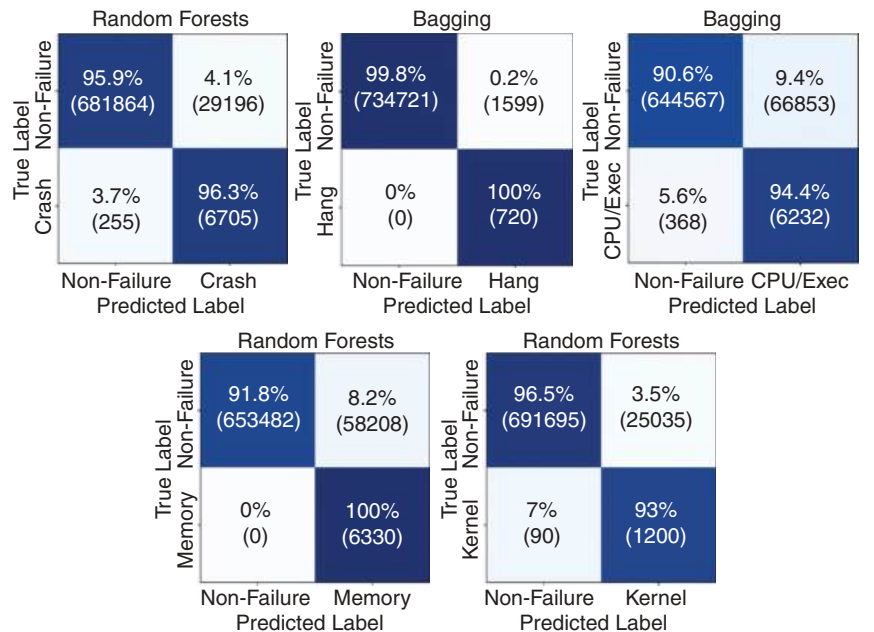 Random Forests
True Label
Non-Failure
Crash
95.9%
(681864)
4.1%
(29196)
3.7%
(255)
96.3%
(6705)
Non-Failure Crash
Predicted Label
Bagging
True Label
Non-Failure
Hang
99.8%
(734721)
0.2%
(1599)
0%
(0)
100%
(720)
Non-Failure Hang
Predicted Label
Bagging
True Label
Non-Failure
CPU/Exec
90.6%
(644567)
9.4%
(66853)
5.6%
(368)
94.4%
(6232)
Non-Failure CPU/Exec
Predicted Label
Random Forests
True Label
Non-Failure
Memory
91.8%
(653482)
8.2%
(58208)
0%
(0)
100%
(6330)
Non-Failure Memory
Predicted Label
Random Forests
True Label
Non-Failure
Kernel
96.5%
(691695)
3.5%
(25035)
7%
(90)
93%
(1200)
Non-Failure Kernel
Predicted Label